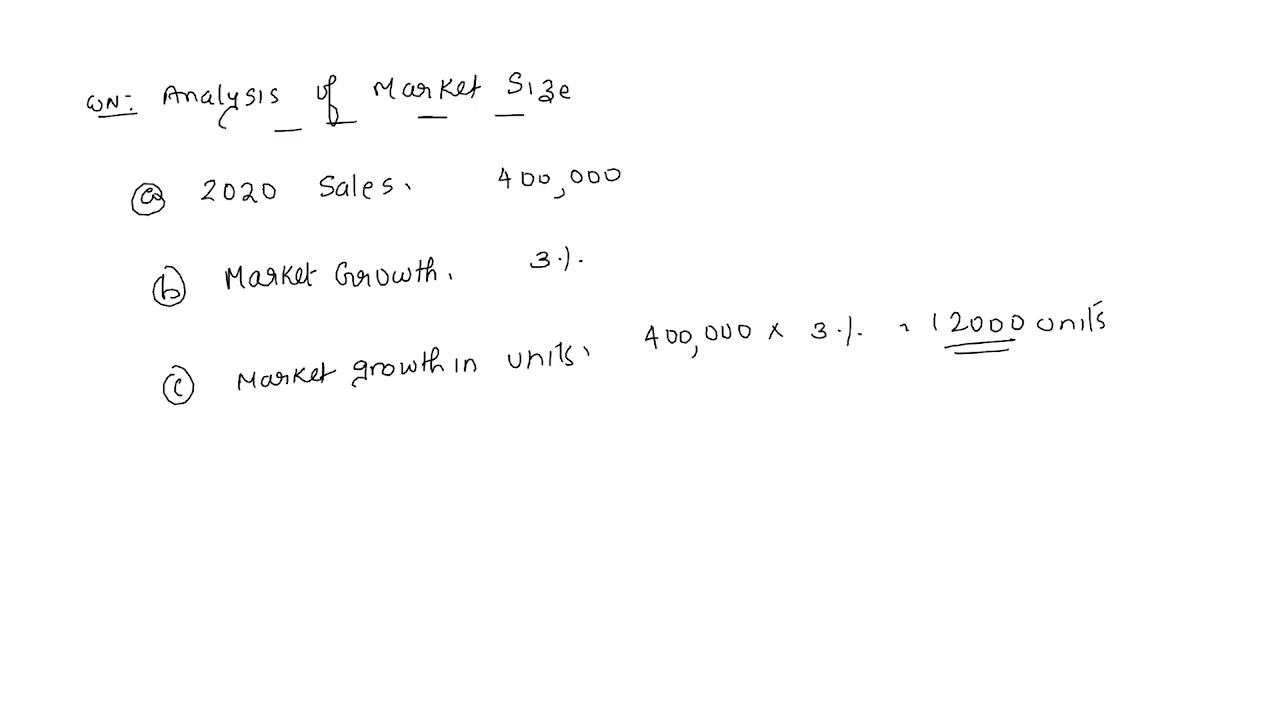 WN:- Analysis of Market Size
(a) 2020 Sales. 400,000
(b) Market Growth. 3%.
(c) Market growth in units. 400,000 x 3% = 12000 units